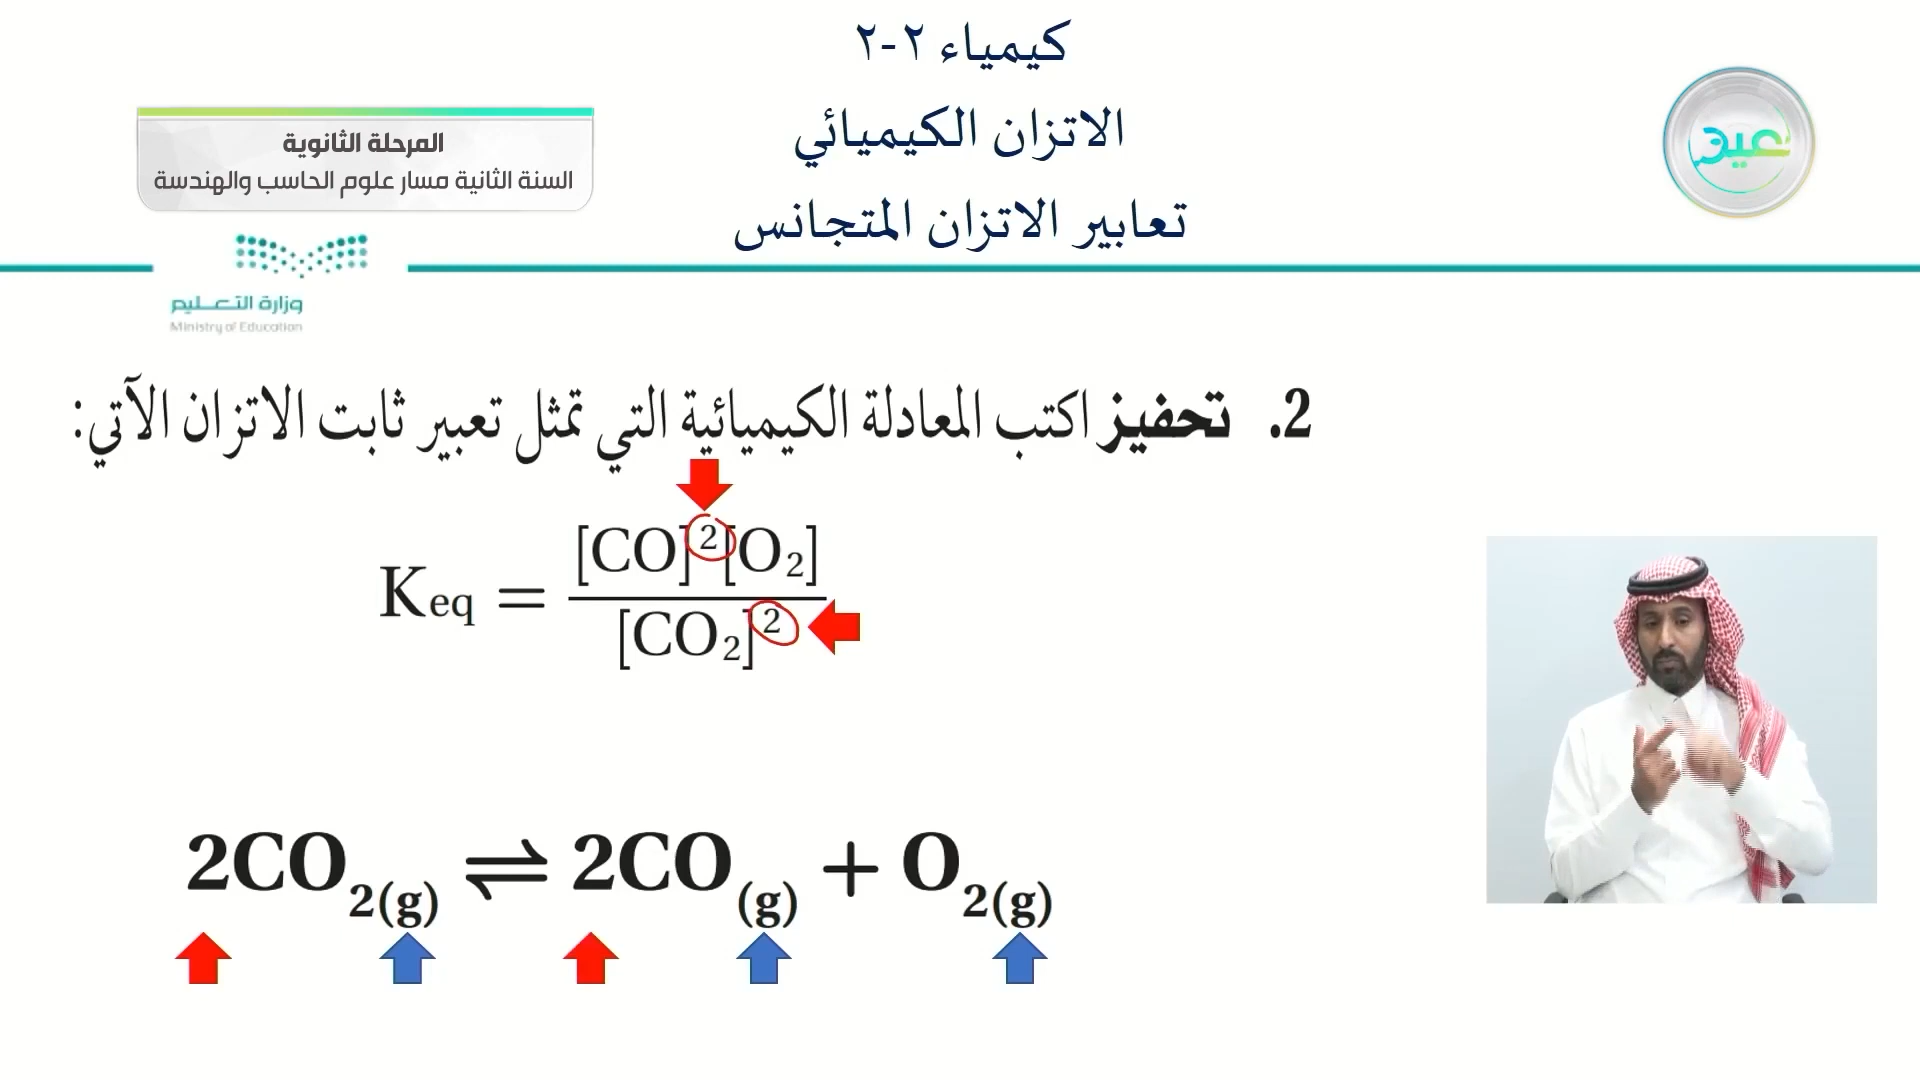 كيمياء ٢-٢
الاتزان الكيميائي
تعابير الاتزان المتجانس
عين
المرحلة الثانوية
السنة الثانية مسار علوم الحاسب والهندسة
وزارة التعليم
Ministry of Education
2. تحفيز اكتب المعادلة الكيميائية التي تمثل تعبير ثابت الاتزان الآتي:
K_eq = [CO]²[O₂] / [CO₂]²
2CO₂(g) ⇌ 2CO(g) + O₂(g)